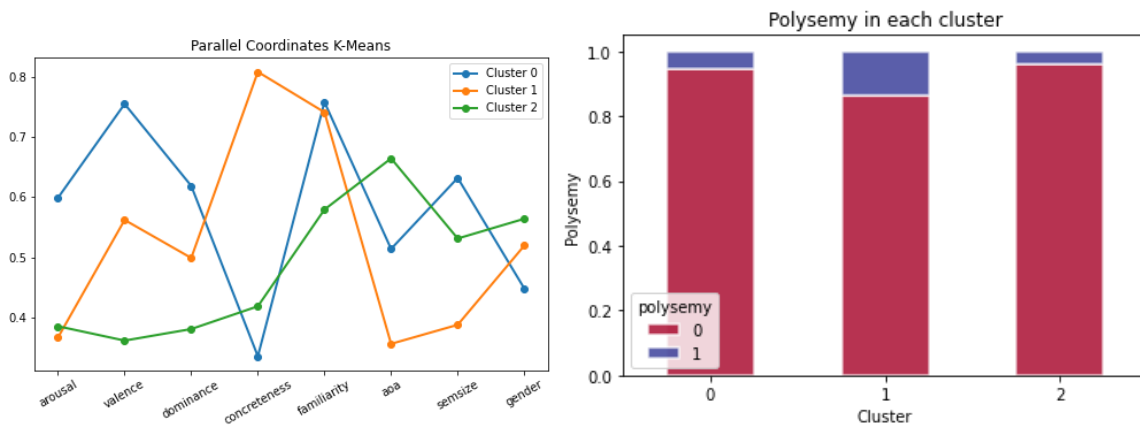 Parallel Coordinates K-Means
Cluster 0
Cluster 1
Cluster 2
0.8
0.7
0.6
0.5
0.4
arousal
valence
dominance
concreteness
familiarity
aoa
semsize
gender
Polysemy in each cluster
1.0
0.8
0.6
0.4
0.2
0.0
Polysemy
polysemy
0
1
0
1
2
Cluster